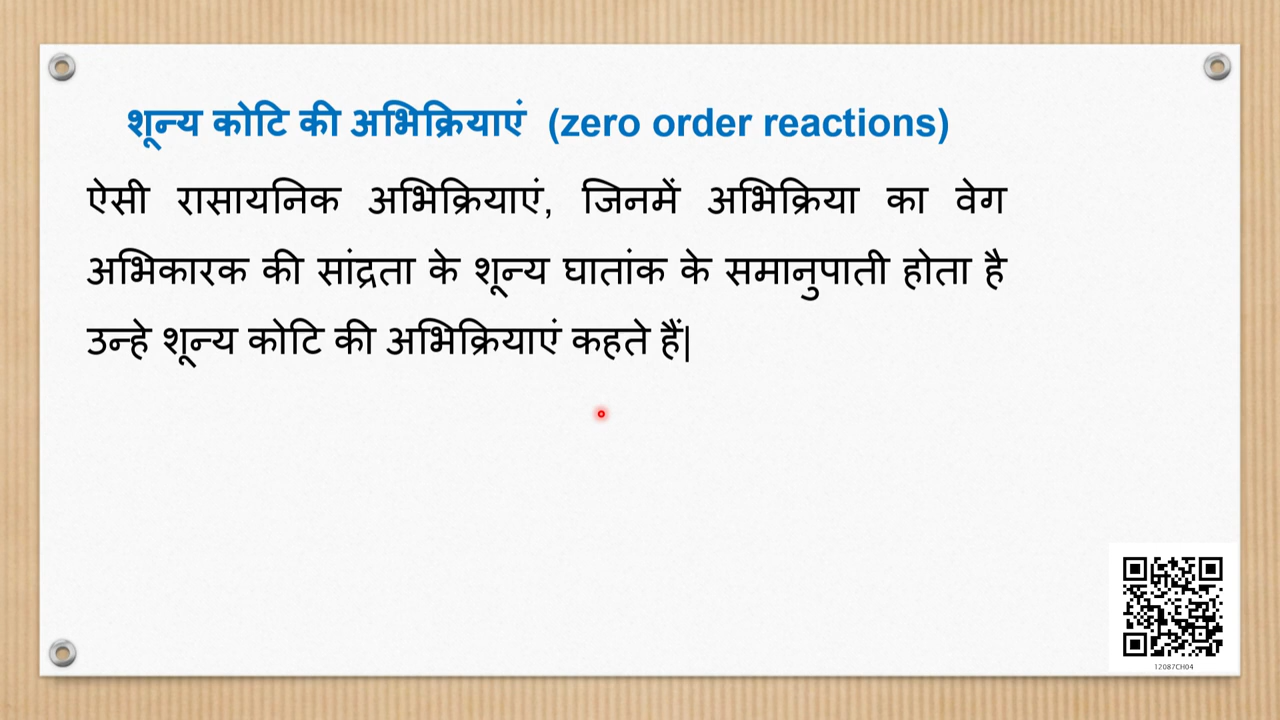 शून्य कोटि की अभिक्रियाएं (zero order reactions)
ऐसी रासायनिक अभिक्रियाएं, जिनमें अभिक्रिया का वेग
अभिकारक की सांद्रता के शून्य घातांक के समानुपाती होता है
उन्हे शून्य कोटि की अभिक्रियाएं कहते हैं|
12087CH04